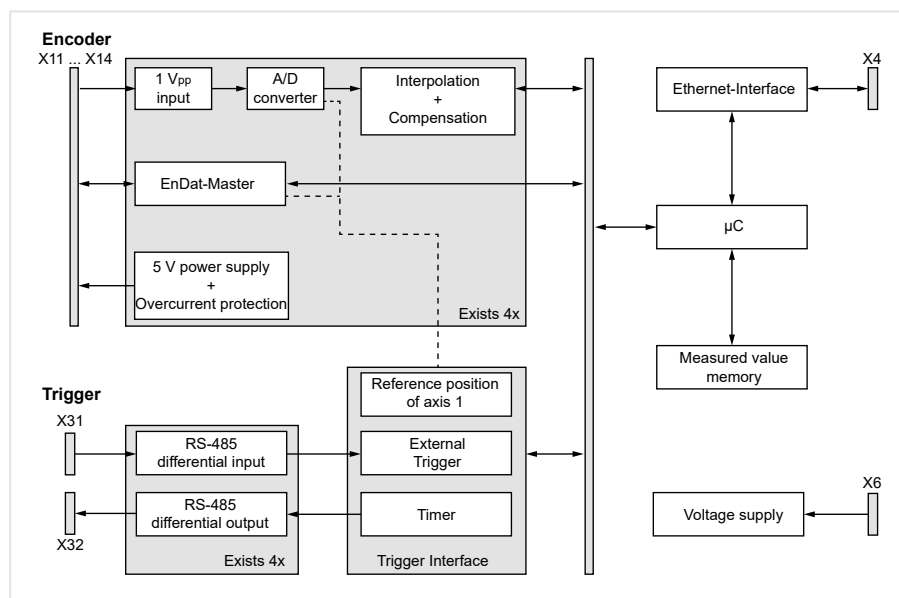 Encoder
X11 ... X14
1 Vpp
input
A/D
converter
Interpolation
+
Compensation
EnDat-Master
5 V power supply
+
Overcurrent protection
Exists 4x
X4
Ethernet-Interface
µC
Measured value
memory
Trigger
X31
RS-485
differential input
RS-485
differential output
X32
Exists 4x
Reference position
of axis 1
External
Trigger
Timer
Trigger Interface
X6
Voltage supply